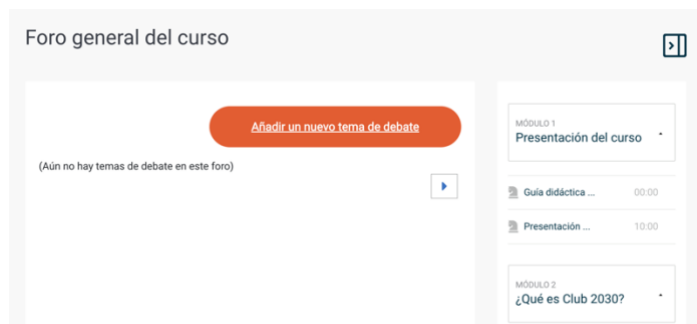 Foro general del curso
Añadir un nuevo tema de debate
(Aún no hay temas de debate en este foro)
MÓDULO 1
Presentación del curso
Guía didáctica ... 00:00
Presentación ... 10:00
MÓDULO 2
¿Qué es Club 2030?